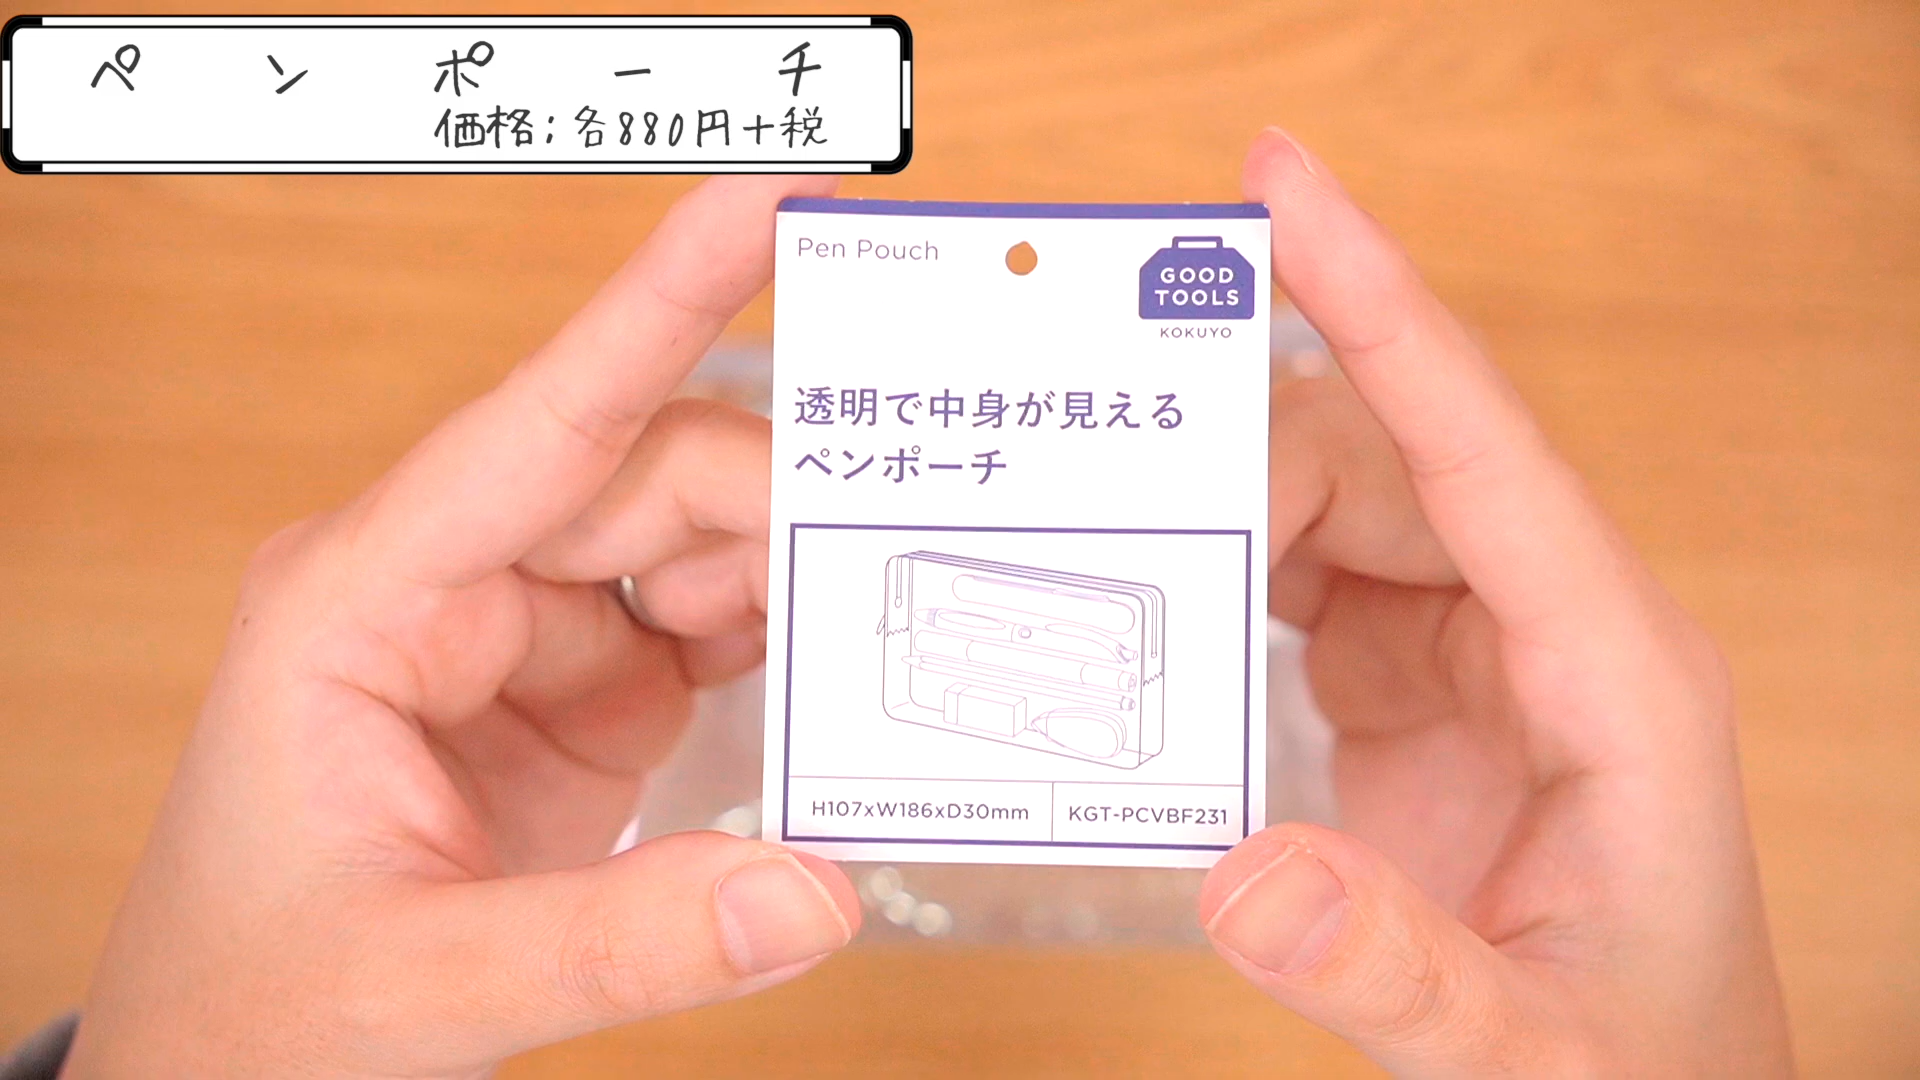 ペンポーチ
価格:各880円+税
Pen Pouch
GOOD
TOOLS
KOKUYO
透明で中身が見える
ペンポーチ
H107xW186xD30mm
KGT-PCVBF231